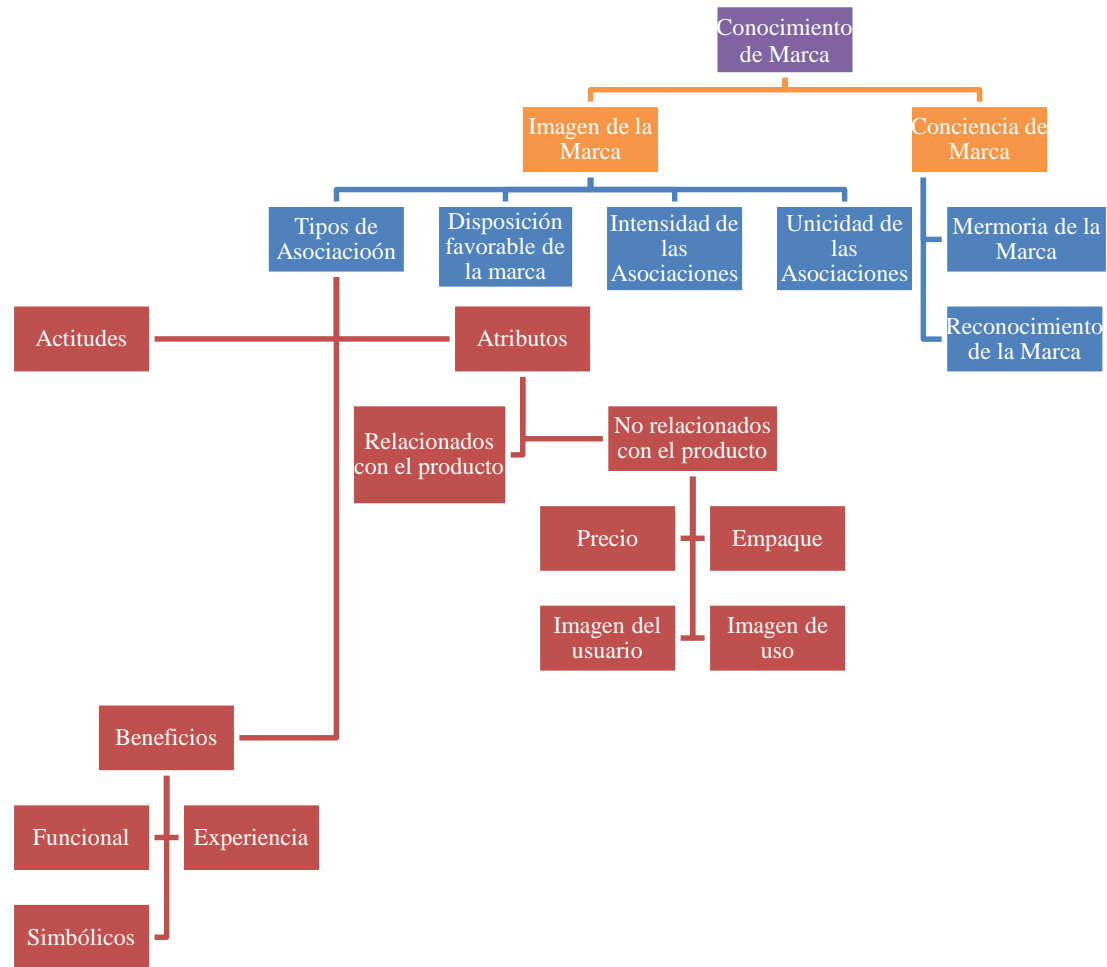 Conocimiento
de Marca
Imagen de la
Marca
Conciencia de
Marca
Tipos de
Asociacioón
Disposición
favorable de
la marca
Intensidad de
las
Asociaciones
Unicidad de
las
Asociaciones
Mermoria de la
Marca
Reconocimiento
de la Marca
Actitudes
Atributos
Relacionados
con el producto
No relacionados
con el producto
Precio
Empaque
Imagen del
usuario
Imagen de
uso
Beneficios
Funcional
Experiencia
Simbólicos